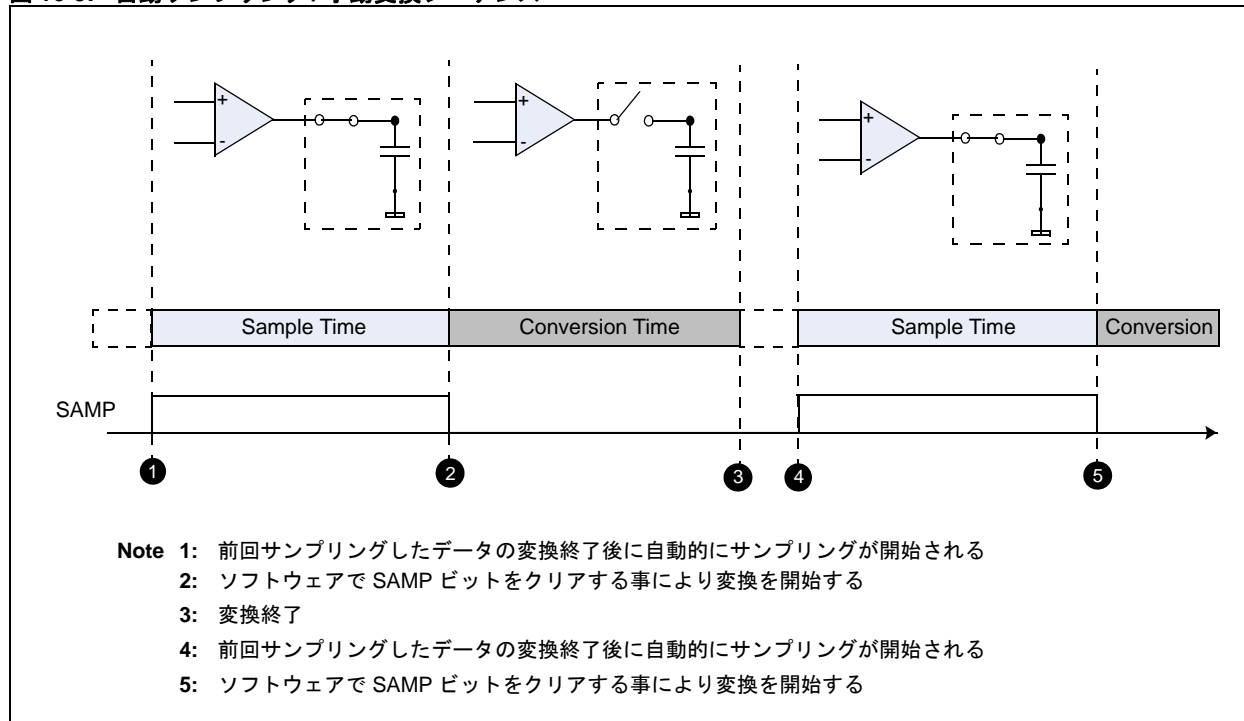 +
-
+
-
+
-
Sample Time
Conversion Time
Sample Time
Conversion
SAMP
1
2
3
4
5
Note 1: 前回サンプリングしたデータの変換終了後に自動的にサンプリングが開始される
2: ソフトウェアで SAMP ビットをクリアする事により変換を開始する
3: 変換終了
4: 前回サンプリングしたデータの変換終了後に自動的にサンプリングが開始される
5: ソフトウェアで SAMP ビットをクリアする事により変換を開始する